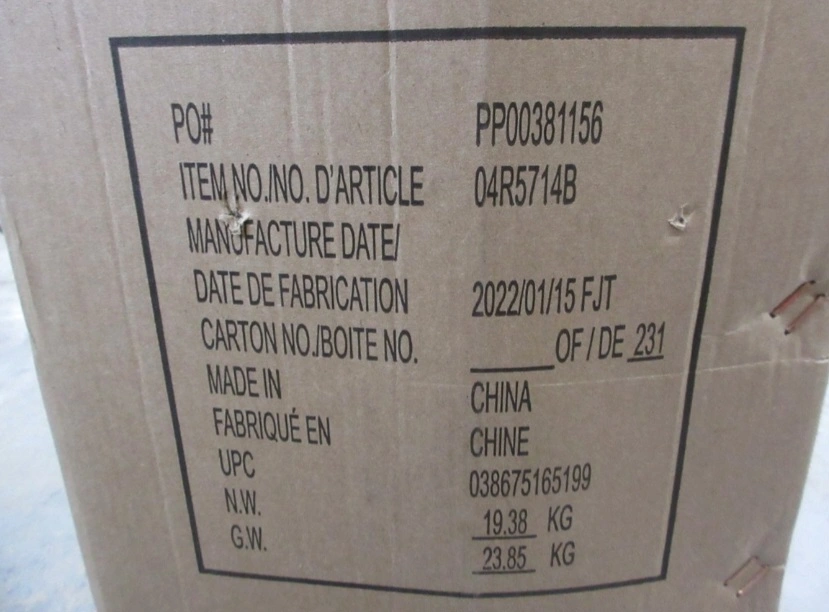 PO# PP00381156
ITEM NO./NO. D'ARTICLE 04R5714B
MANUFACTURE DATE/
DATE DE FABRICATION 2022/01/15 FJT
CARTON NO./BOITE NO. ______ OF / DE 231
MADE IN CHINA
FABRIQUÉ EN CHINE
UPC 038675165199
N.W. 19.38 KG
G.W. 23.85 KG